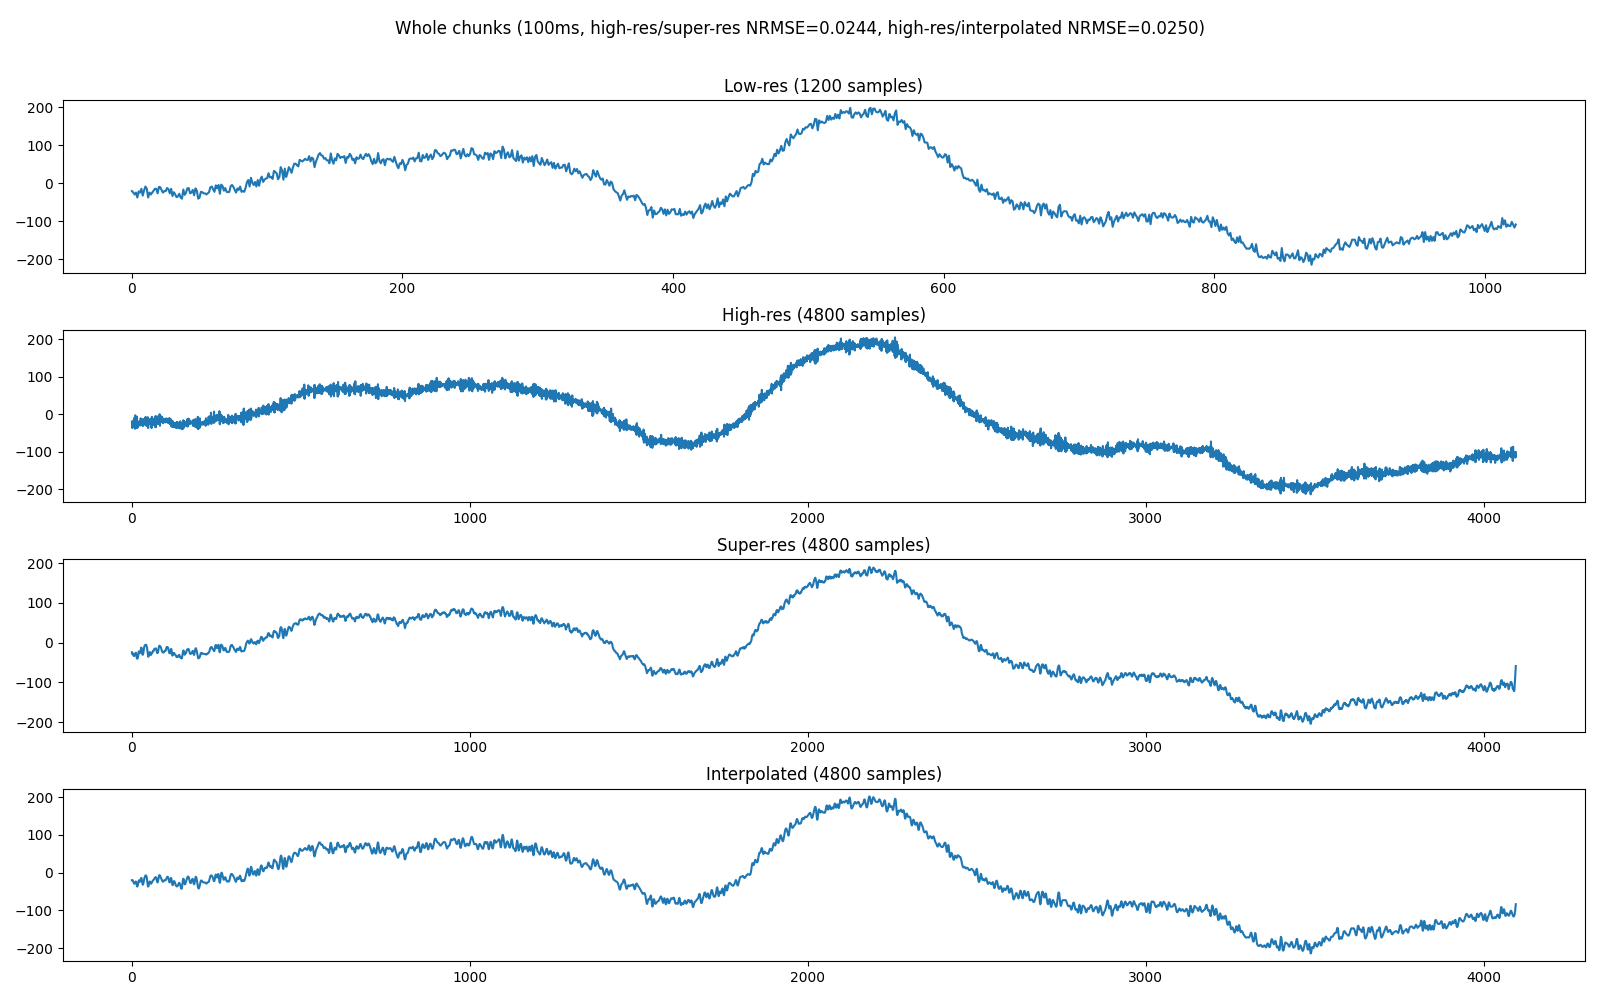 Whole chunks (100ms, high-res/super-res NRMSE=0.0244, high-res/interpolated NRMSE=0.0250)
Low-res (1200 samples)
200
100
0
−100
−200
0 200 400 600 800 1000
High-res (4800 samples)
200
100
0
−100
−200
0 1000 2000 3000 4000
Super-res (4800 samples)
200
100
0
−100
−200
0 1000 2000 3000 4000
Interpolated (4800 samples)
200
100
0
−100
−200
0 1000 2000 3000 4000